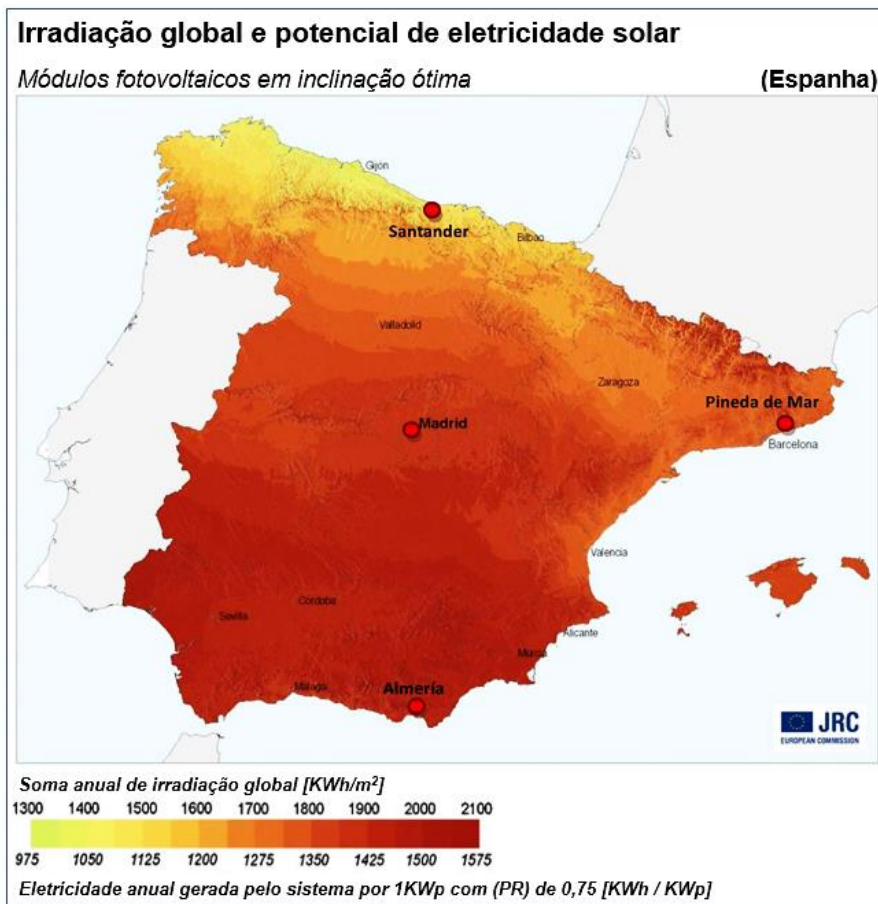 Irradiação global e potencial de eletricidade solar
Módulos fotovoltaicos em inclinação ótima (Espanha)
Gijón
Santander
Bilbao
Valladolid
Zaragoza
Pineda de Mar
Madrid
Barcelona
Valencia
Córdoba
Sevilla
Alicante
Murcia
Almería
Málaga
JRC
EUROPEAN COMMISSION
Soma anual de irradiação global [KWh/m²]
1300 1400 1500 1600 1700 1800 1900 2000 2100
975 1050 1125 1200 1275 1350 1425 1500 1575
Eletricidade anual gerada pelo sistema por 1KWp com (PR) de 0,75 [KWh / KWp]